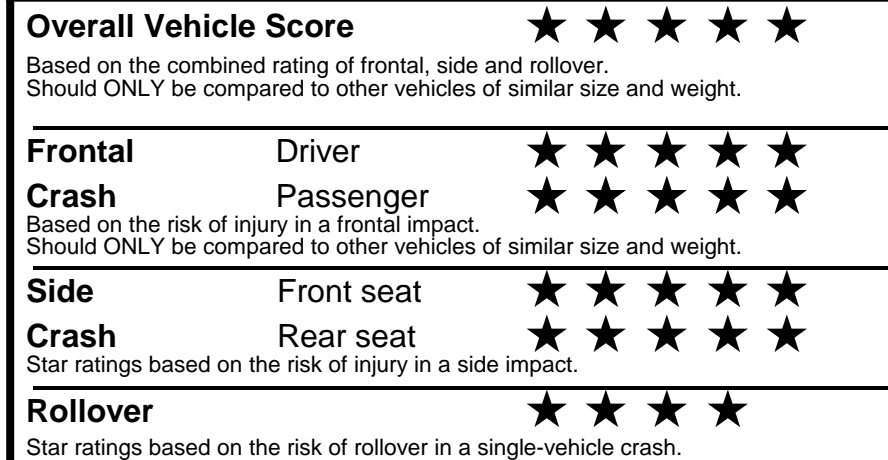 Overall Vehicle Score ★ ★ ★ ★ ★
Based on the combined rating of frontal, side and rollover.
Should ONLY be compared to other vehicles of similar size and weight.
Frontal Driver ★ ★ ★ ★ ★
Crash Passenger ★ ★ ★ ★ ★
Based on the risk of injury in a frontal impact.
Should ONLY be compared to other vehicles of similar size and weight.
Side Front seat ★ ★ ★ ★ ★
Crash Rear seat ★ ★ ★ ★ ★
Star ratings based on the risk of injury in a side impact.
Rollover ★ ★ ★ ★
Star ratings based on the risk of rollover in a single-vehicle crash.